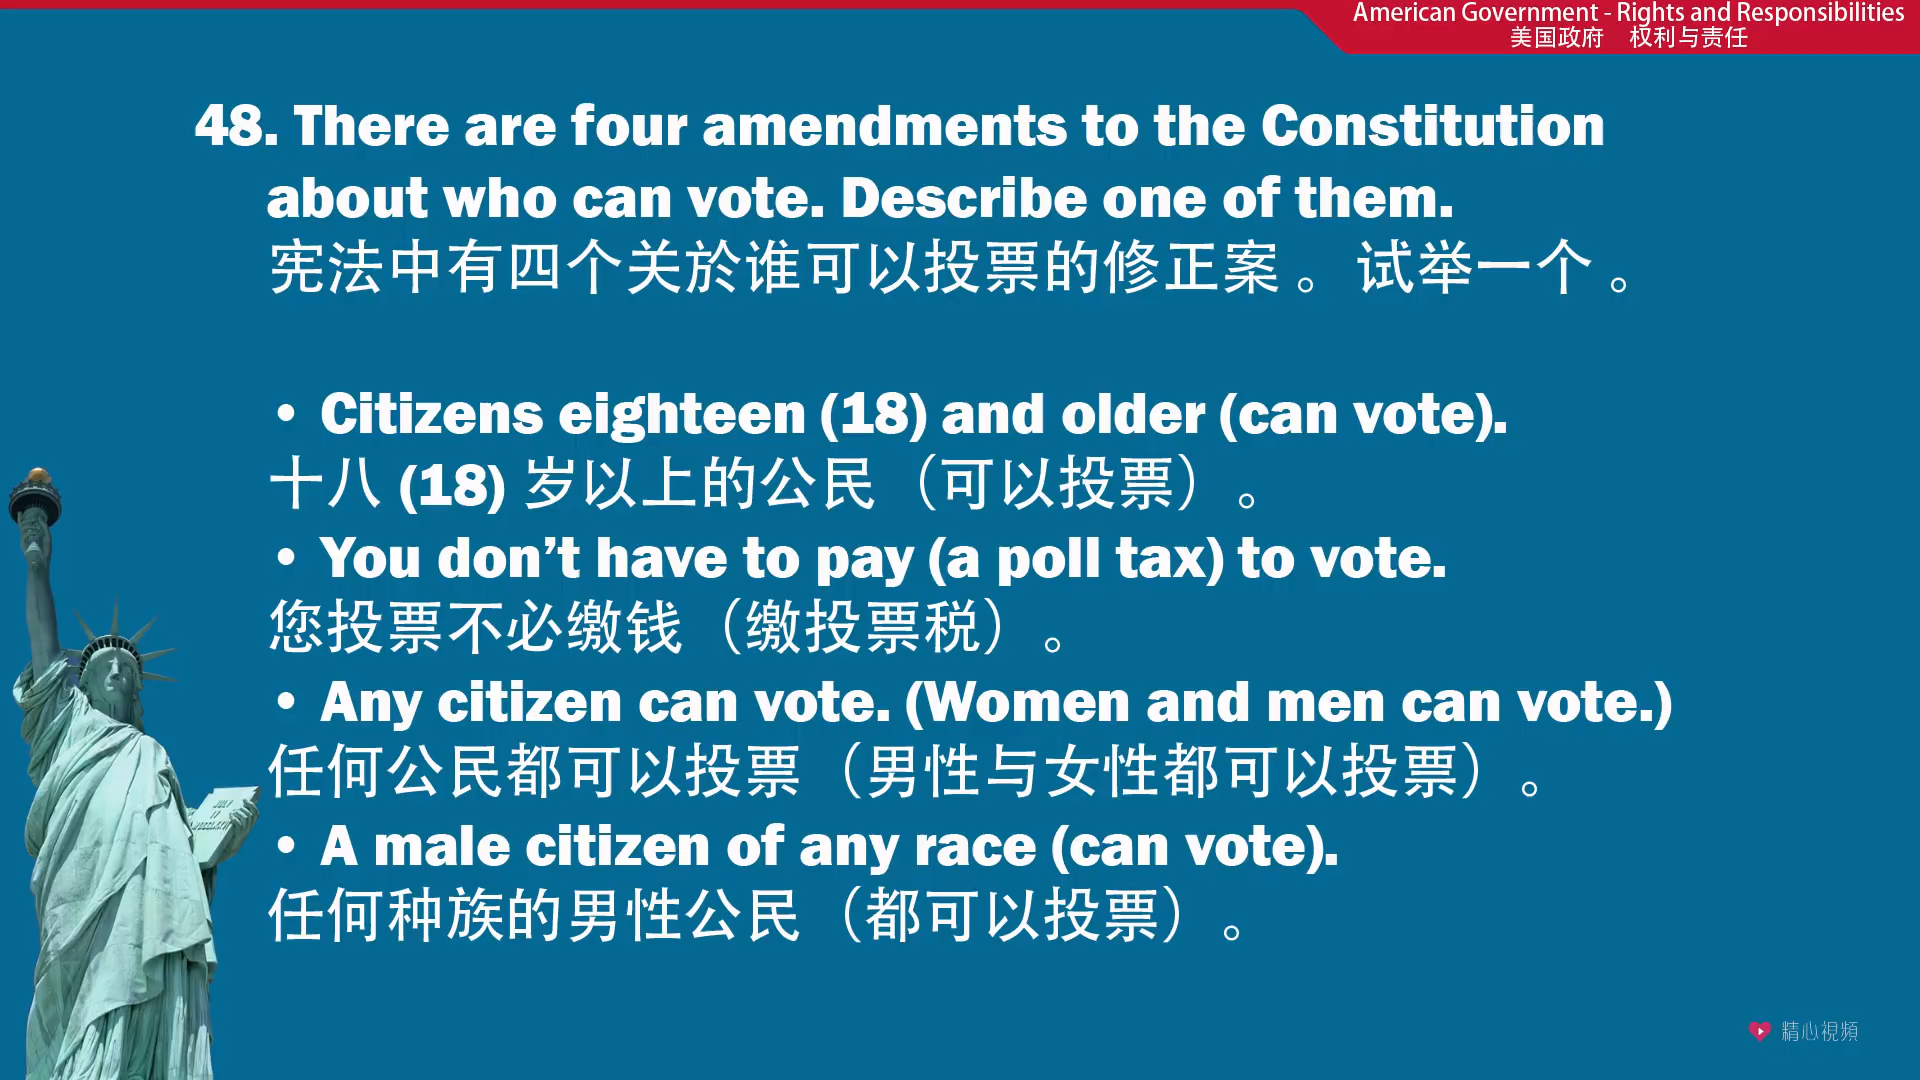 American Government - Rights and Responsibilities
美国政府 权利与责任
48. There are four amendments to the Constitution
about who can vote. Describe one of them.
宪法中有四个关於谁可以投票的修正案 。 试举一个 。
• Citizens eighteen (18) and older (can vote).
十八 (18) 岁以上的公民（可以投票）。
• You don’t have to pay (a poll tax) to vote.
您投票不必缴钱（缴投票税）。
• Any citizen can vote. (Women and men can vote.)
任何公民都可以投票（男性与女性都可以投票）。
• A male citizen of any race (can vote).
任何种族的男性公民（都可以投票）。
JULY
IV
精心視頻